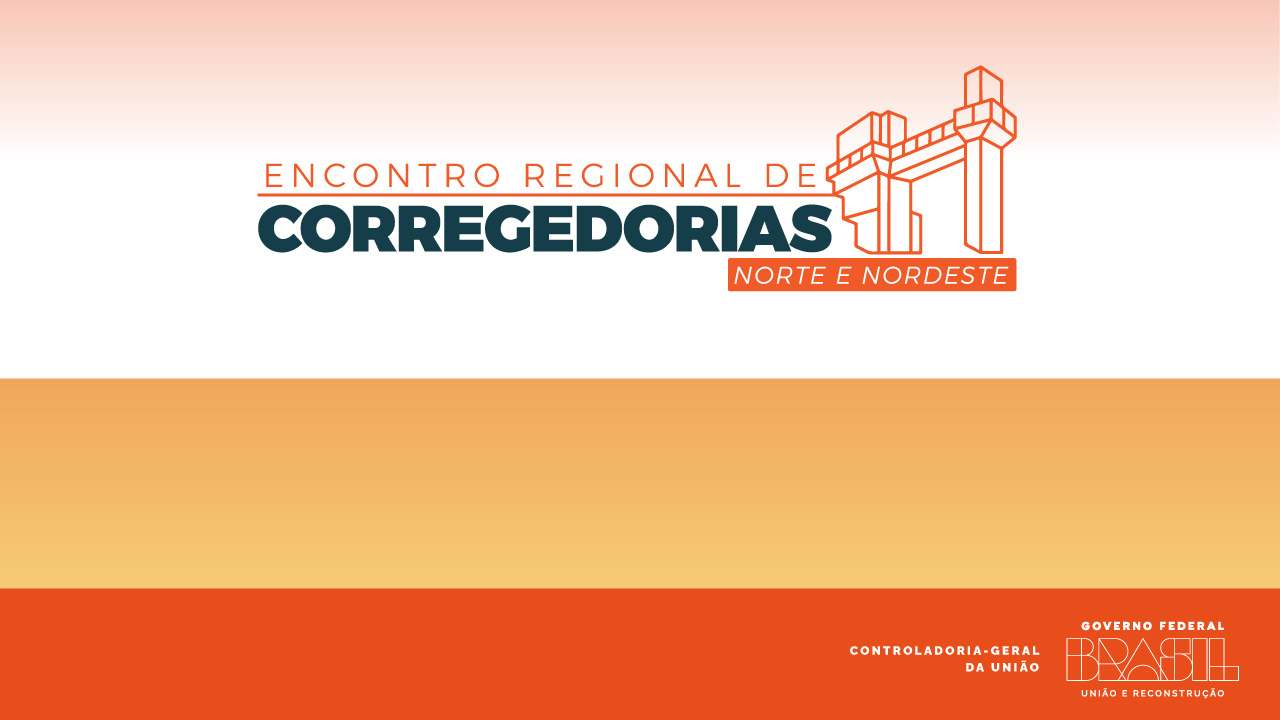 ENCONTRO REGIONAL DE
CORREGEDORIAS
NORTE E NORDESTE
CONTROLADORIA-GERAL
DA UNIÃO
GOVERNO FEDERAL
BRASIL
UNIÃO E RECONSTRUÇÃO